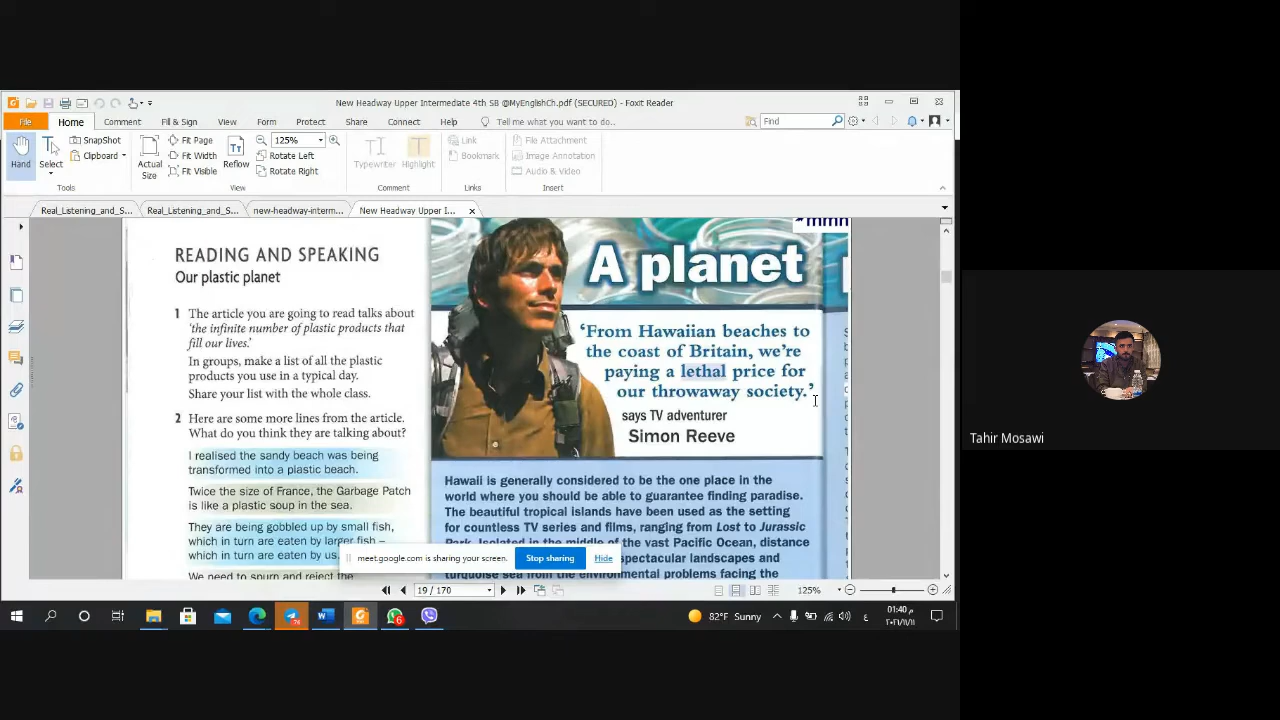 New Headway Upper Intermediate 4th SB @MyEnglishCh.pdf (SECURED) - Foxit Reader
File Home Comment Fill & Sign View Form Protect Share Connect Help Tell me what you want to do.. Find
Hand
Select
SnapShot
Clipboard
Actual Size
Fit Page
Fit Width
Fit Visible
Reflow
125%
Rotate Left
Rotate Right
Typewriter
Highlight
Link
Bookmark
File Attachment
Image Annotation
Audio & Video
Tools View Comment Links Insert
Real_Listening_and_S... Real_Listening_and_S... new-headway-interm... New Headway Upper I...
READING AND SPEAKING
Our plastic planet
1 The article you are going to read talks about
'the infinite number of plastic products that
fill our lives.'
In groups, make a list of all the plastic
products you use in a typical day.
Share your list with the whole class.
2 Here are some more lines from the article.
What do you think they are talking about?
I realised the sandy beach was being
transformed into a plastic beach.
Twice the size of France, the Garbage Patch
is like a plastic soup in the sea.
They are being gobbled up by small fish,
which in turn are eaten by larger fish –
which in turn are eaten by us.
We need to spurn and reject the
A planet
'From Hawaiian beaches to
the coast of Britain, we're
paying a lethal price for
our throwaway society.'
says TV adventurer
Simon Reeve
Hawaii is generally considered to be the one place in the
world where you should be able to guarantee finding paradise.
The beautiful tropical islands have been used as the setting
for countless TV series and films, ranging from Lost to Jurassic
Park. Isolated in the middle of the vast Pacific Ocean, distance
spectacular landscapes and
turquoise sea from the environmental problems facing the
meet.google.com is sharing your screen. Stop sharing Hide
19 / 170
125%
82°F Sunny
01:40 م
Tahir Mosawi